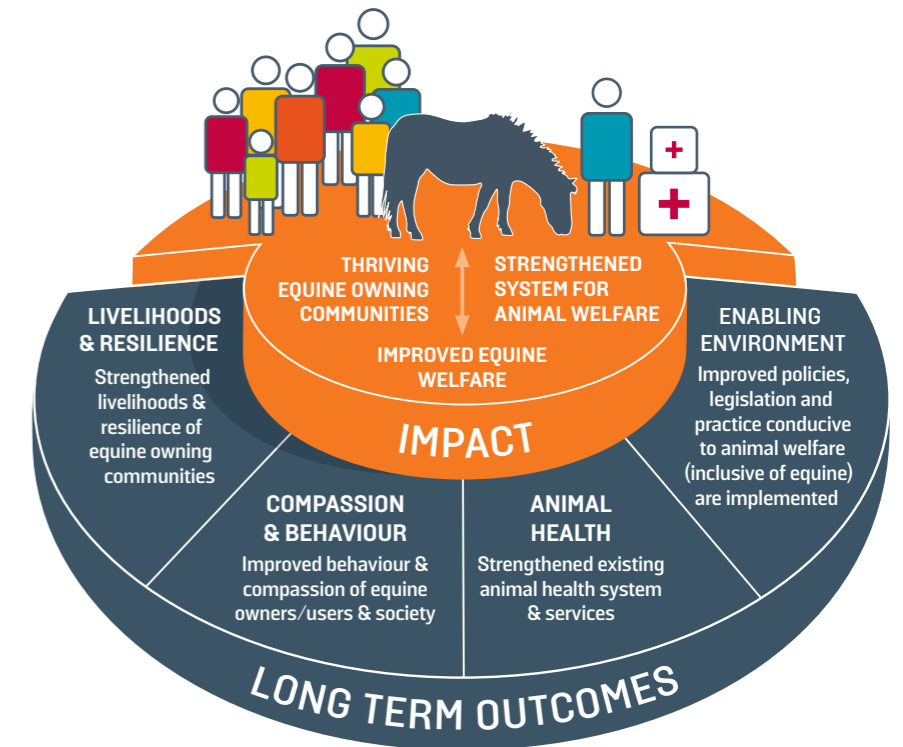 THRIVING
EQUINE OWNING
COMMUNITIES
STRENGTHENED
SYSTEM FOR
ANIMAL WELFARE
IMPROVED EQUINE
WELFARE
IMPACT
LIVELIHOODS
& RESILIENCE
Strengthened
livelihoods &
resilience of
equine owning
communities
COMPASSION
& BEHAVIOUR
Improved behaviour &
compassion of equine
owners/users & society
ANIMAL
HEALTH
Strengthened existing
animal health system
& services
ENABLING
ENVIRONMENT
Improved policies,
legislation and
practice conducive
to animal welfare
(inclusive of equine)
are implemented
LONG TERM OUTCOMES